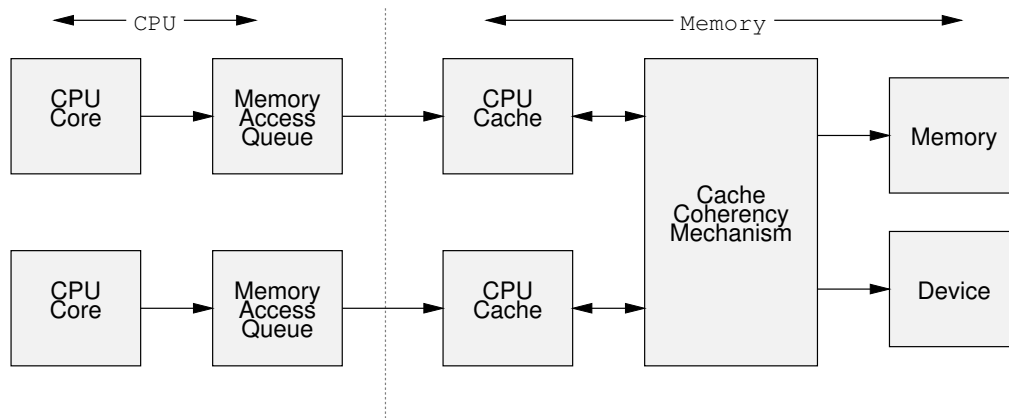 CPU
Memory
CPU
Core
Memory
Access
Queue
CPU
Cache
Cache
Coherency
Mechanism
Memory
CPU
Core
Memory
Access
Queue
CPU
Cache
Device